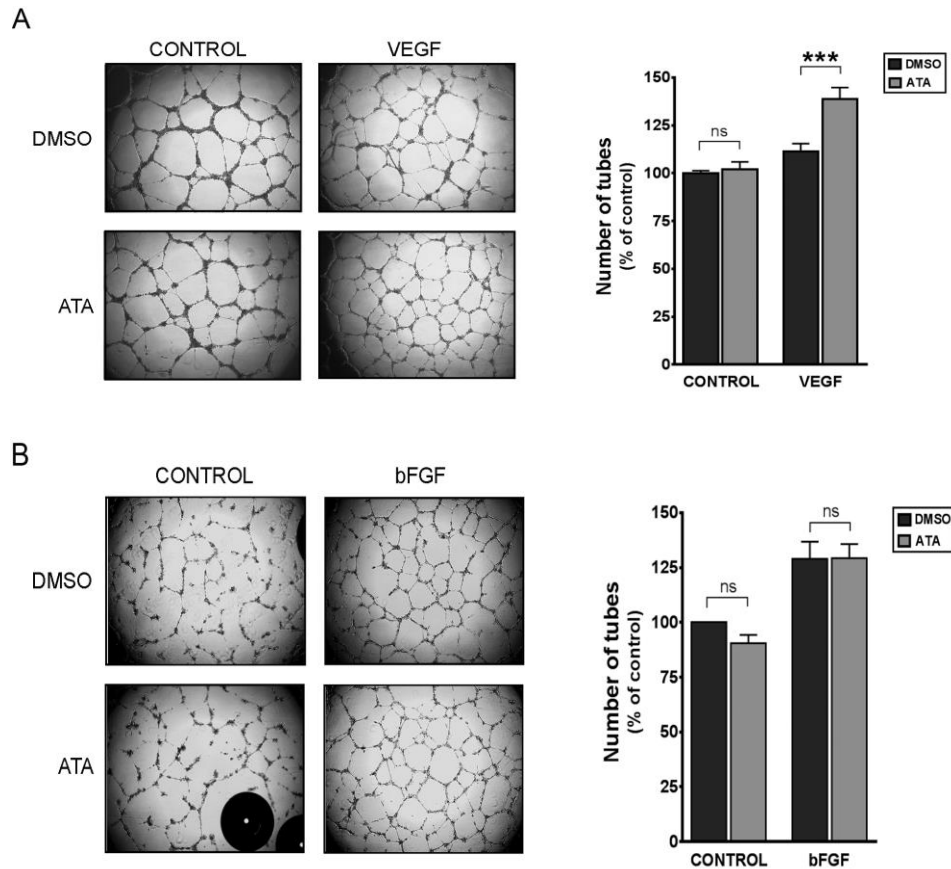 A
CONTROL VEGF
DMSO
ATA
*** 
DMSO
ATA
ns
150
125
100
75
50
25
0
Number of tubes
(% of control)
CONTROL VEGF
B
CONTROL bFGF
DMSO
ATA
DMSO
ATA
ns
ns
150
125
100
75
50
25
0
Number of tubes
(% of control)
CONTROL bFGF